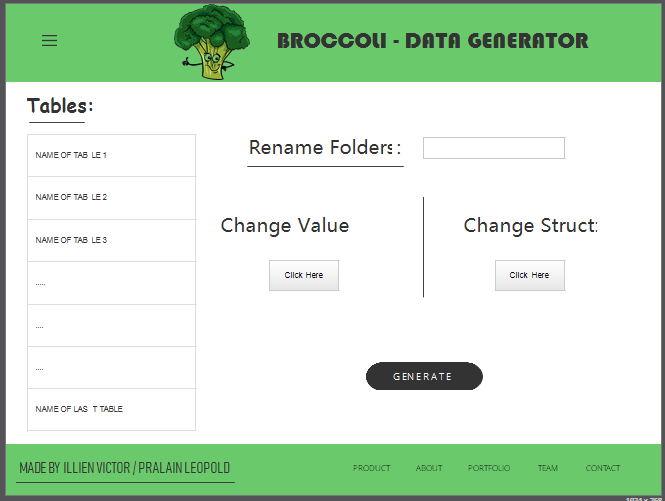 BROCCOLI - DATA GENERATOR
Tables:
NAME OF TAB LE 1
NAME OF TAB LE 2
NAME OF TAB LE 3
.....
....
....
NAME OF LAS T TABLE
Rename Folders :
Change Value
Click Here
Change Struct:
Click Here
GENERATE
MADE BY ILLIEN VICTOR / PRALAIN LEOPOLD
PRODUCT ABOUT PORTFOLIO TEAM CONTACT